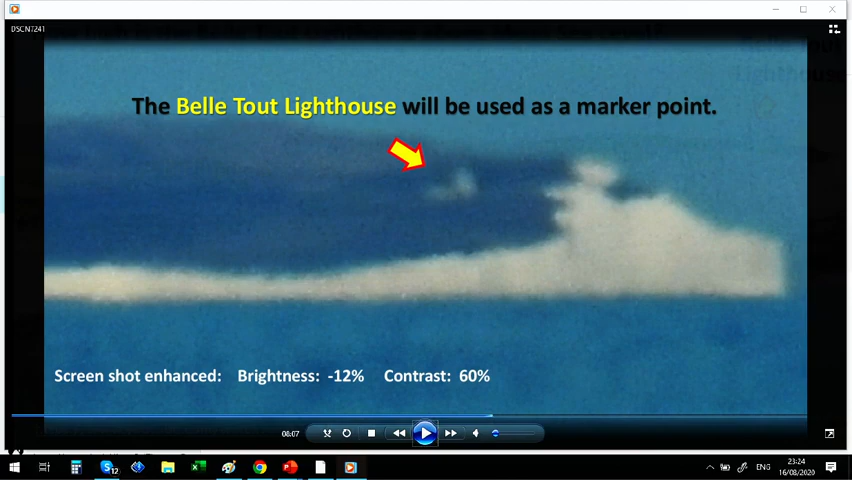 DSCN7241
The Belle Tout Lighthouse will be used as a marker point.
Screen shot enhanced: Brightness: -12% Contrast: 60%
08:07
12
ENG
23:24
16/08/2020